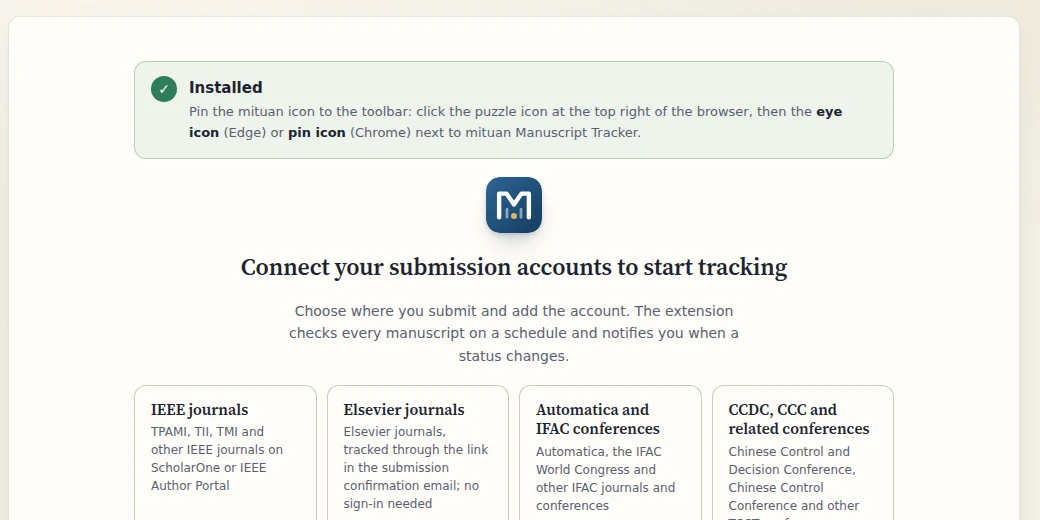 ✓ Installed
Pin the mituan icon to the toolbar: click the puzzle icon at the top right of the browser, then the eye
icon (Edge) or pin icon (Chrome) next to mituan Manuscript Tracker.
M
Connect your submission accounts to start tracking
Choose where you submit and add the account. The extension
checks every manuscript on a schedule and notifies you when a
status changes.
IEEE journals
TPAMI, TII, TMI and
other IEEE journals on
ScholarOne or IEEE
Author Portal
Elsevier journals
Elsevier journals,
tracked through the link
in the submission
confirmation email; no
sign-in needed
Automatica and
IFAC conferences
Automatica, the IFAC
World Congress and
other IFAC journals and
conferences
CCDC, CCC and
related conferences
Chinese Control and
Decision Conference,
Chinese Control
Conference and other